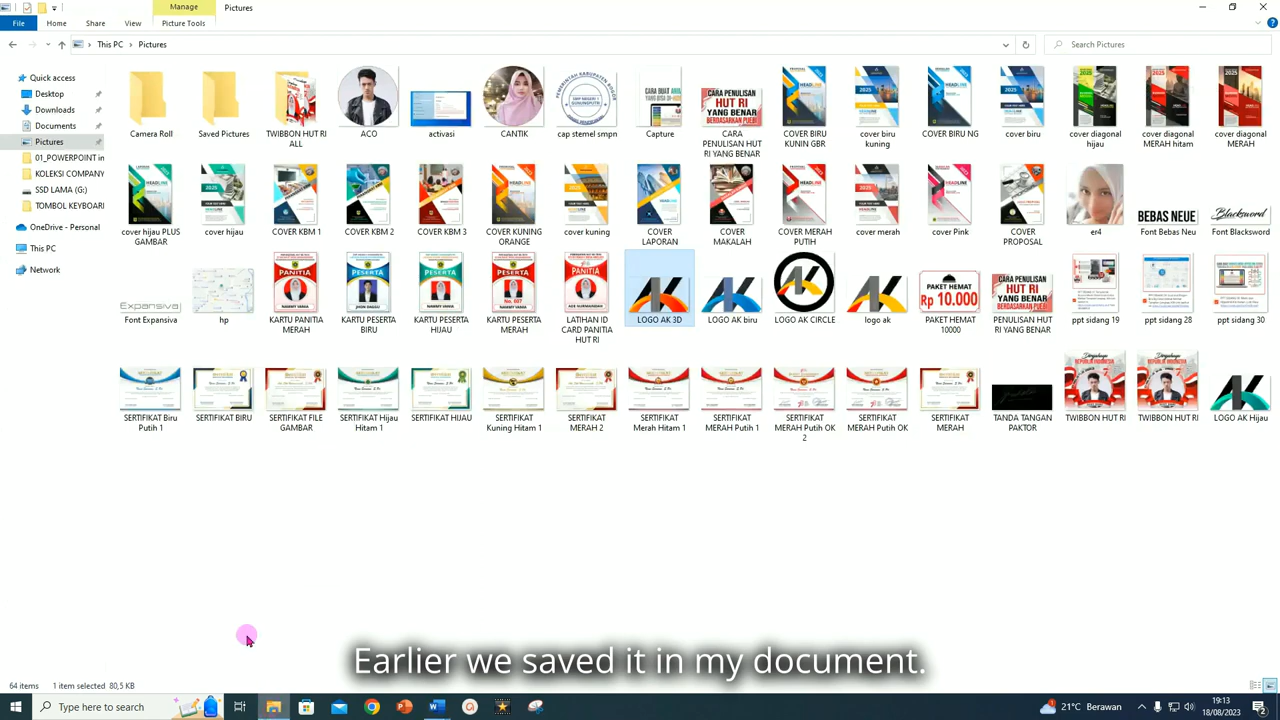 Manage
Pictures
File
Home
Share
View
Picture Tools
This PC
Pictures
Search Pictures
Quick access
Desktop
Downloads
Documents
Pictures
01_POWERPOINT in
KOLEKSI COMPANY
SSD LAMA (G:)
TOMBOL KEYBOARD
OneDrive - Personal
This PC
Network
Camera Roll
Saved Pictures
TWIBBON HUT RI ALL
ACO
activasi
CANTIK
cap stemel smpn
Capture
CARA PENULISAN HUT RI YANG BENAR
COVER BIRU KUNIN GBR
cover biru kuning
COVER BIRU NG
cover biru
cover diagonal hijau
cover diagonal MERAH hitam
cover diagonal MERAH
cover hijau PLUS GAMBAR
cover hijau
COVER KBM 1
COVER KBM 2
COVER KBM 3
COVER KUNING ORANGE
cover kuning
COVER LAPORAN
COVER MAKALAH
COVER MERAH PUTIH
cover merah
cover Pink
COVER PROPOSAL
er4
BEBAS NEUE
Font Bebas Neu
Blacksword
Font Blacksword
Expansiva
Font Expansiva
hp
KARTU PANITIA MERAH
KARTU PESERTA BIRU
KARTU PESERTA HIJAU
KARTU PESERTA MERAH
LATIHAN ID CARD PANITIA HUT RI
LOGO AK 3D
LOGO AK biru
LOGO AK CIRCLE
logo ak
PAKET HEMAT
Rp 10.000
PAKET HEMAT 10000
PENULISAN HUT RI YANG BENAR
ppt sidang 19
ppt sidang 28
ppt sidang 30
SERTIFIKAT Biru Putih 1
SERTIFIKAT BIRU
SERTIFIKAT FILE GAMBAR
SERTIFIKAT Hijau Hitam 1
SERTIFIKAT HIJAU
SERTIFIKAT Kuning Hitam 1
SERTIFIKAT MERAH 2
SERTIFIKAT Merah Hitam 1
SERTIFIKAT MERAH Putih 1
SERTIFIKAT MERAH Putih OK 2
SERTIFIKAT MERAH Putih OK
SERTIFIKAT MERAH
TANDA TANGAN PAKTOR
TWIBBON HUT RI
TWIBBON HUT RI
LOGO AK Hijau
Earlier we saved it in my document.
64 items
1 item selected 80,5 KB
Type here to search
21°C Berawan
19:13
18/08/2023
2